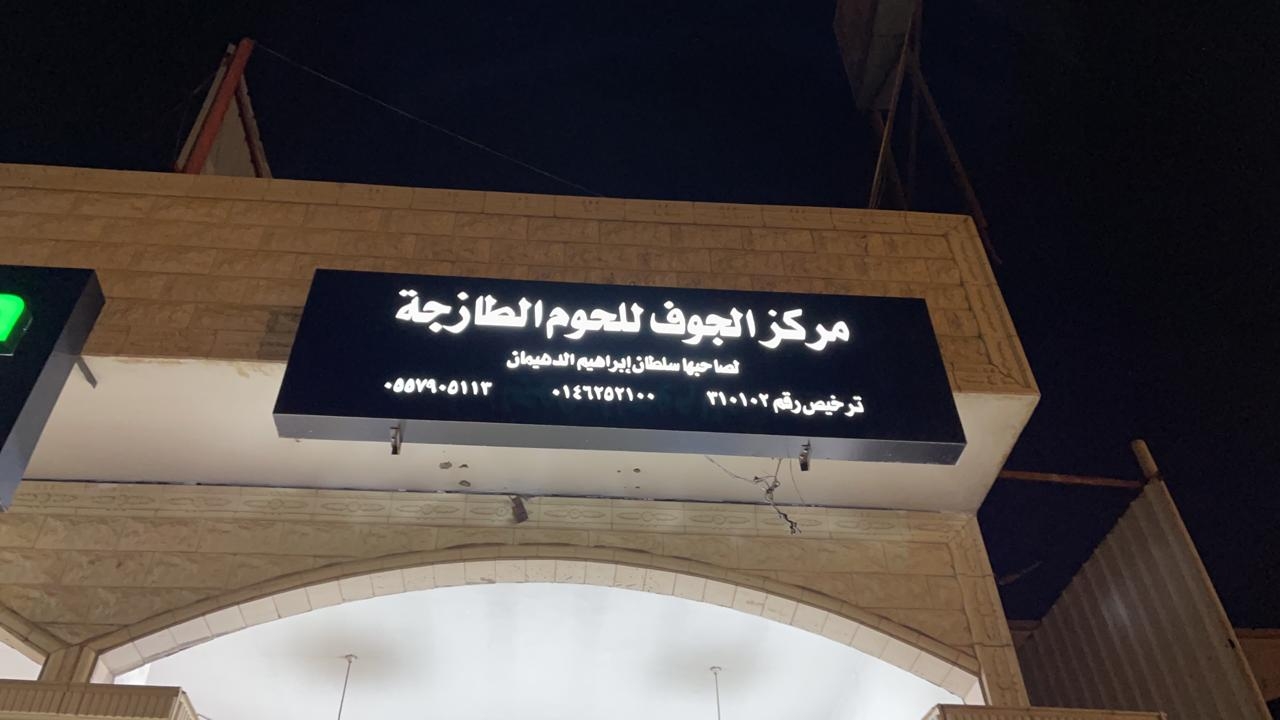 مركز الجوف للحوم الطازجة
لصاحبها سلطان إبراهيم الدهيمان
ترخيص رقم ٣١٠١٠٢ ٠١٤٦٢٥٢١٠٠ ٠٥٥٧٩٠٥١١٣